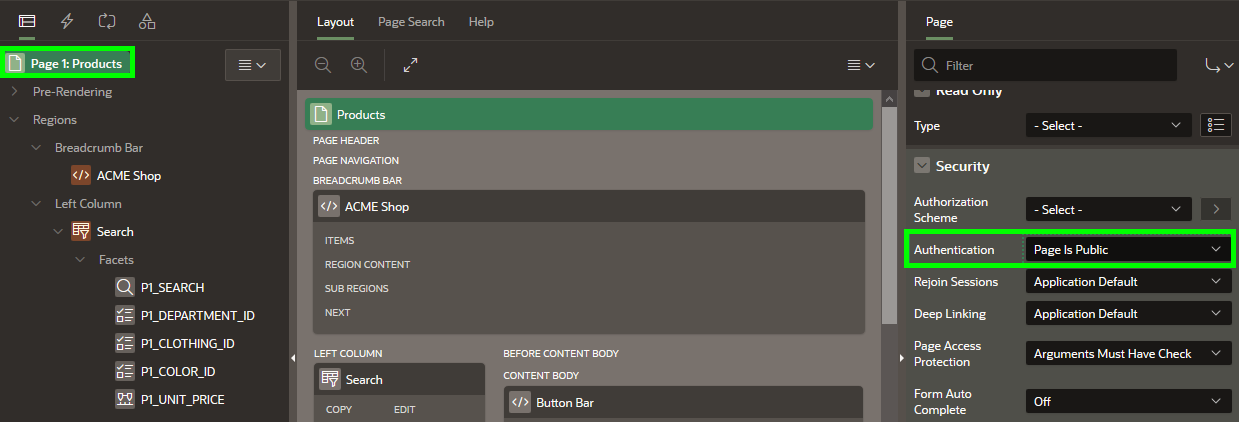 Page 1: Products
Pre-Rendering
Regions
Breadcrumb Bar
ACME Shop
Left Column
Search
Facets
P1_SEARCH
P1_DEPARTMENT_ID
P1_CLOTHING_ID
P1_COLOR_ID
P1_UNIT_PRICE
Layout Page Search Help
Products
PAGE HEADER
PAGE NAVIGATION
BREADCRUMB BAR
ACME Shop
ITEMS
REGION CONTENT
SUB REGIONS
NEXT
LEFT COLUMN
Search
COPY EDIT
BEFORE CONTENT BODY
CONTENT BODY
Button Bar
Page
Filter
Read Only
Type - Select -
Security
Authorization
Scheme - Select -
Authentication Page Is Public
Rejoin Sessions Application Default
Deep Linking Application Default
Page Access
Protection Arguments Must Have Check
Form Auto
Complete Off